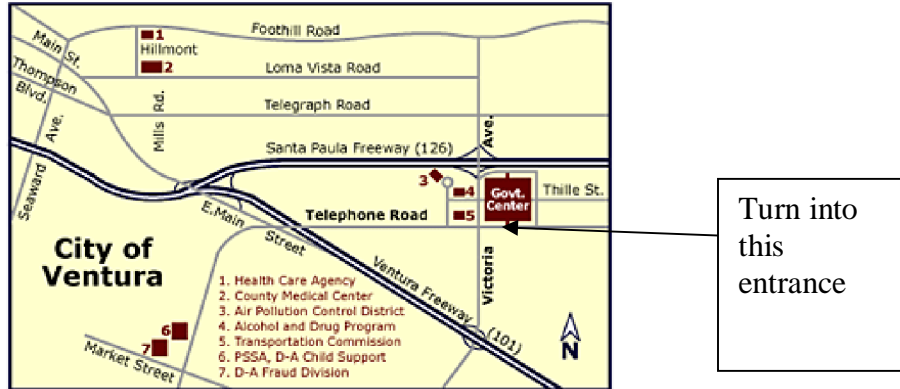 Foothill Road
Main St.
1
Hillmont
2
Loma Vista Road
Thompson
Blvd.
Telegraph Road
Mills Rd.
Ave.
Seaward
Ave.
Santa Paula Freeway (126)
3
4
5
Govt.
Center
Thille St.
Telephone Road
E.Main
Street
Victoria
Ventura Freeway
(101)
City of
Ventura
1. Health Care Agency
2. County Medical Center
3. Air Pollution Control District
4. Alcohol and Drug Program
5. Transportation Commission
6. PSSA, D-A Child Support
7. D-A Fraud Division
6
7
Market Street
N
Turn into
this
entrance